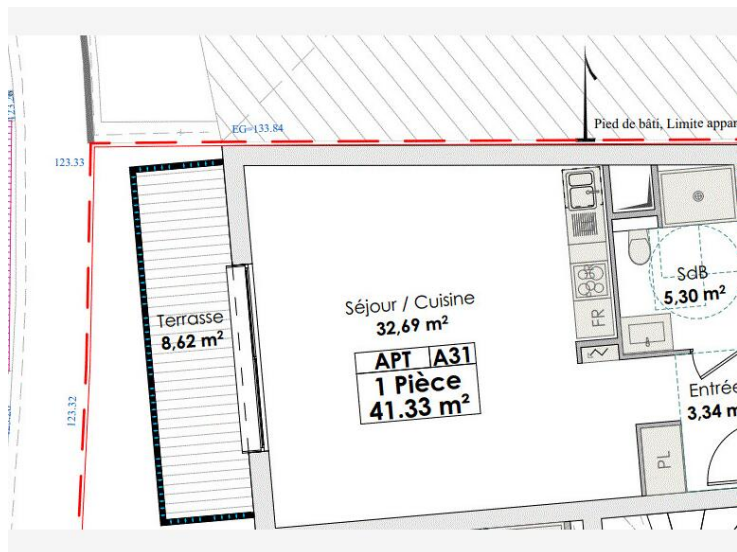 EG=133.84
Pied de bâti, Limite appar
123.33
123.32
Terrasse
8,62 m²
Séjour / Cuisine
32,69 m²
APT A31
1 Pièce
41.33 m²
FR
SdB
5,30 m²
Entrée
3,34 m
PL